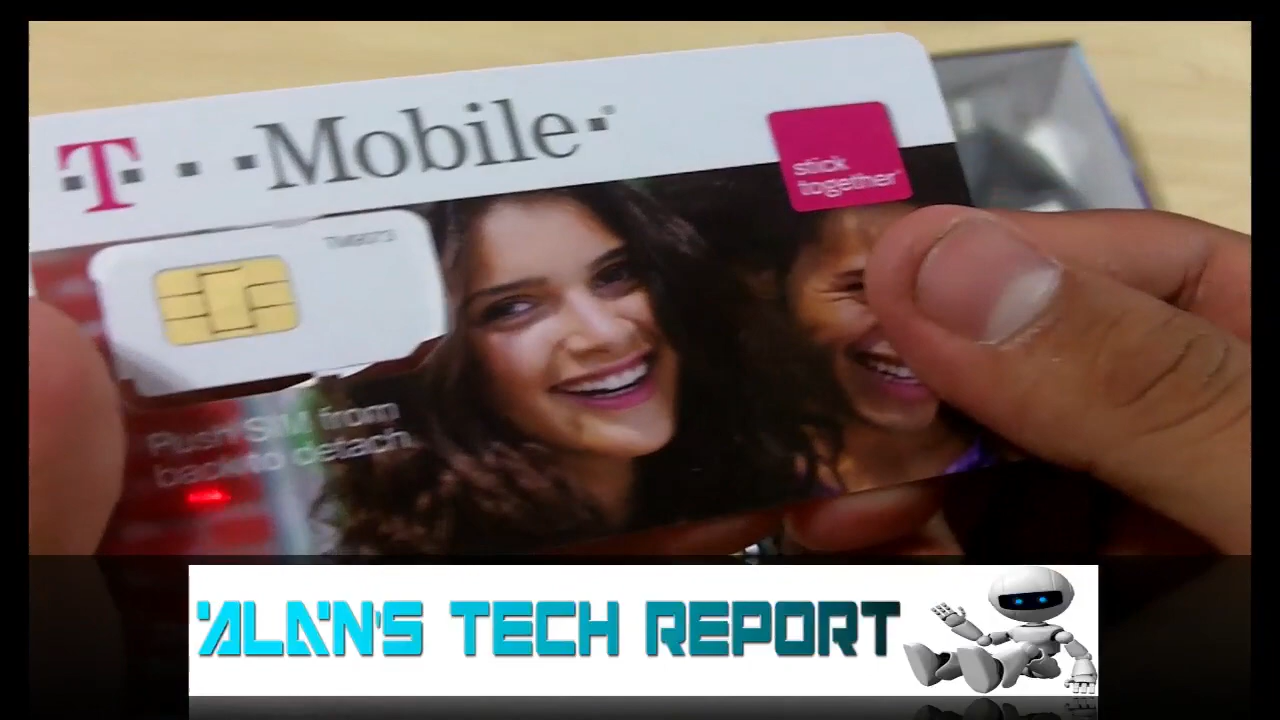 T··Mobile·
stick
together
Push SIM from
back to detach
ALAN'S TECH REPORT